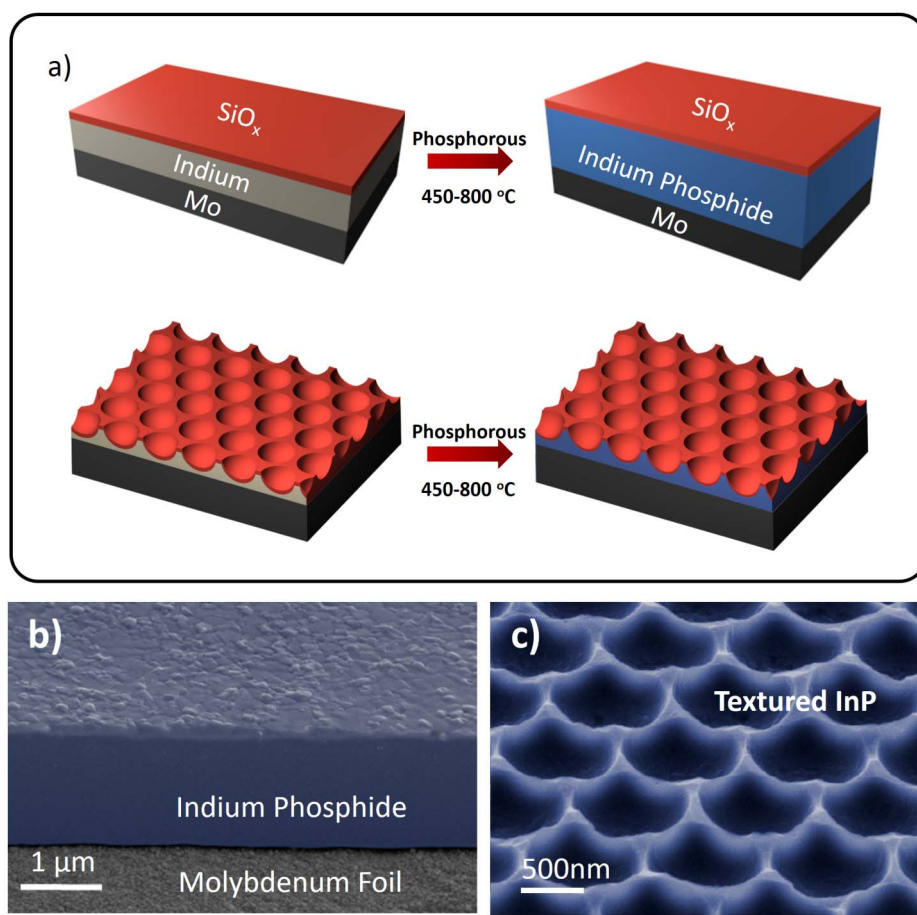 a)
SiOₓ
Indium
Mo
Phosphorous
450-800 °C
SiOₓ
Indium Phosphide
Mo
Phosphorous
450-800 °C
b)
Indium Phosphide
1 μm
Molybdenum Foil
c)
Textured InP
500nm